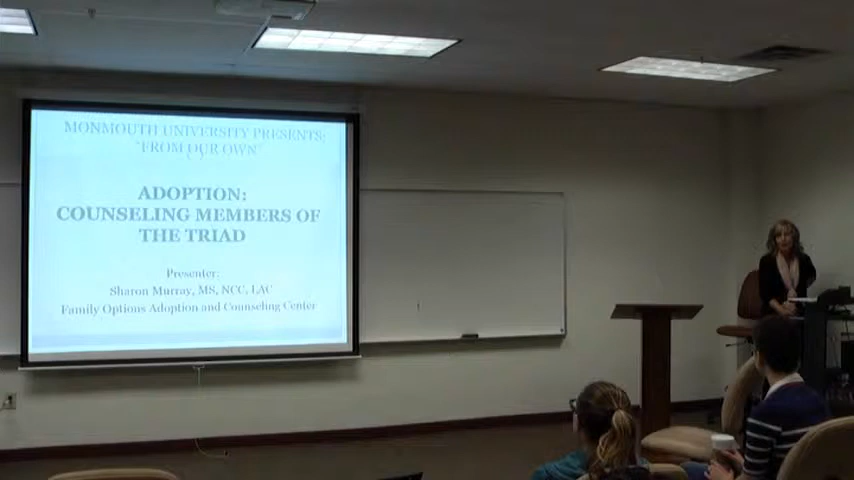 MONMOUTH UNIVERSITY PRESENTS:
"FROM OUR OWN"
ADOPTION:
COUNSELING MEMBERS OF
THE TRIAD
Presenter:
Sharon Murray, MS, NCC, LAC
Family Options Adoption and Counseling Center